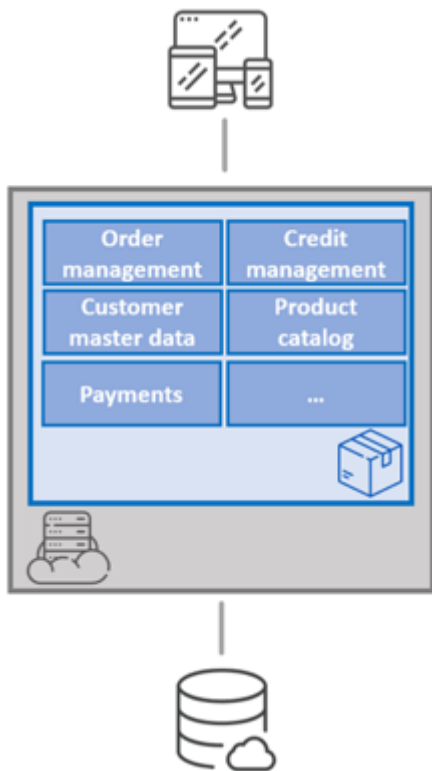 Order
management
Credit
management
Customer
master data
Product
catalog
Payments
...